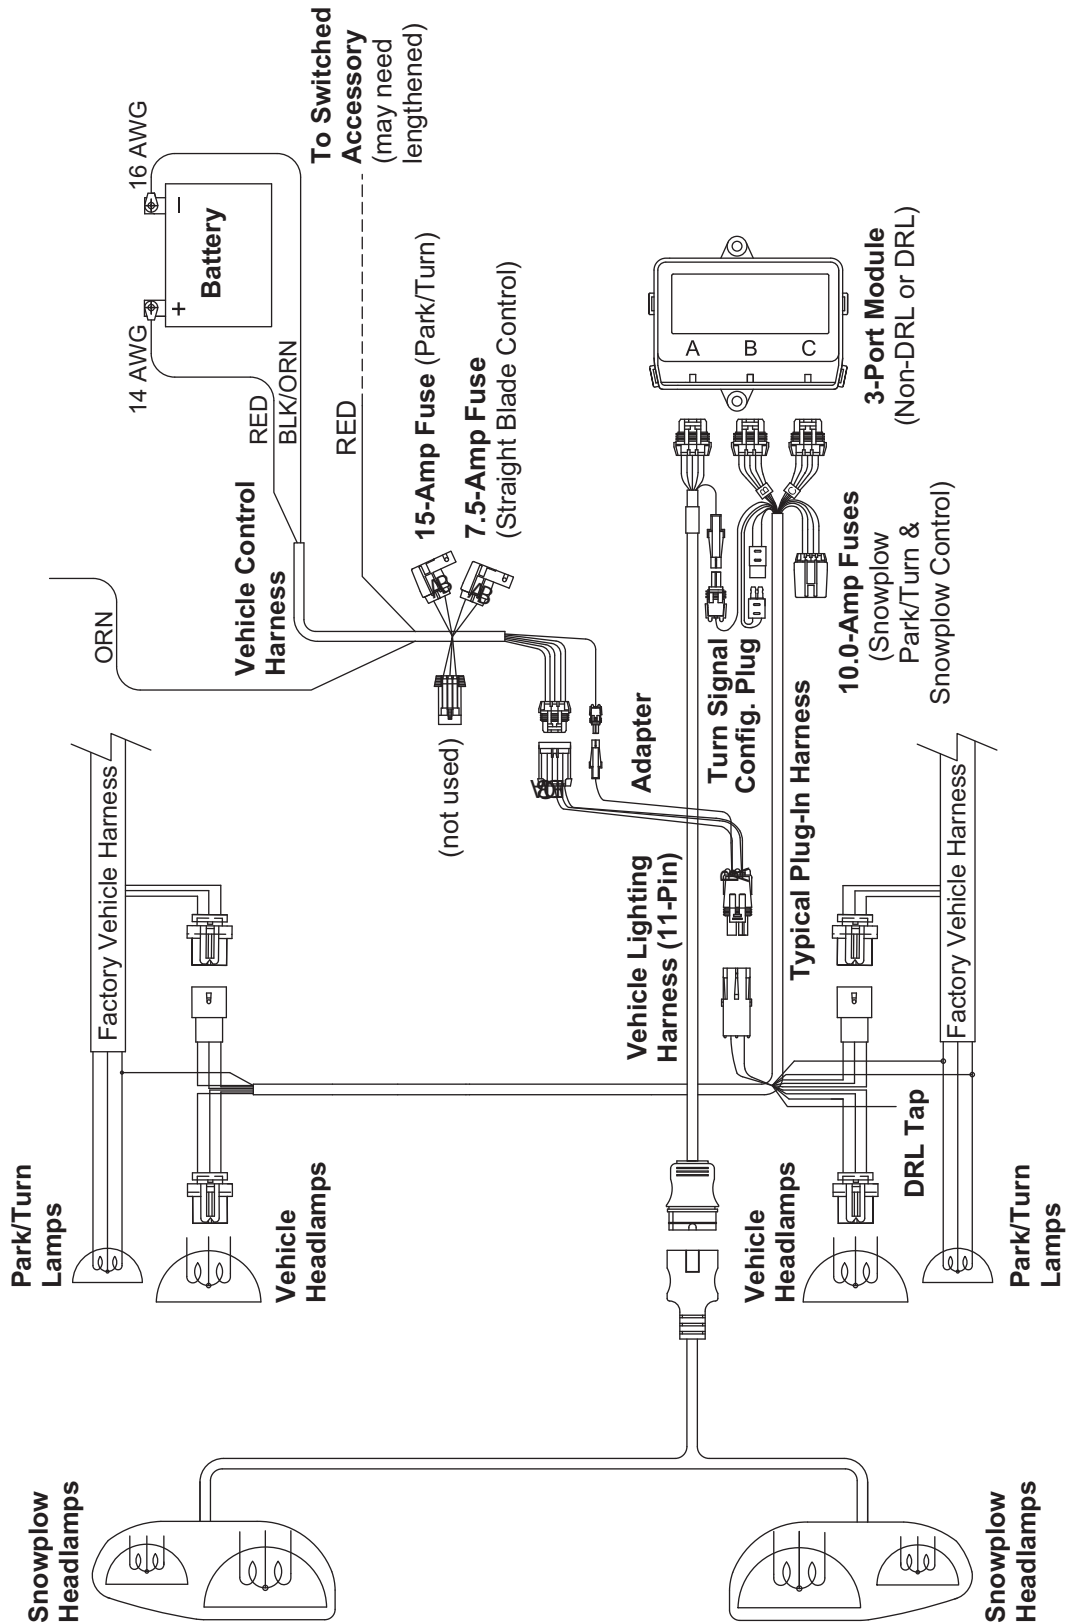 14 AWG
16 AWG
+
–
Battery
RED
BLK/ORN
To Switched
Accessory
(may need
lengthened)
RED
ORN
Vehicle Control
Harness
15-Amp Fuse (Park/Turn)
7.5-Amp Fuse
(Straight Blade Control)
(not used)
Adapter
A
B
C
3-Port Module
(Non-DRL or DRL)
10.0-Amp Fuses
(Snowplow
Park/Turn &
Snowplow Control)
Turn Signal
Config. Plug
Typical Plug-In Harness
Vehicle Lighting
Harness (11-Pin)
Factory Vehicle Harness
Factory Vehicle Harness
Park/Turn
Lamps
Vehicle
Headlamps
Vehicle
Headlamps
DRL Tap
Park/Turn
Lamps
Snowplow
Headlamps
Snowplow
Headlamps